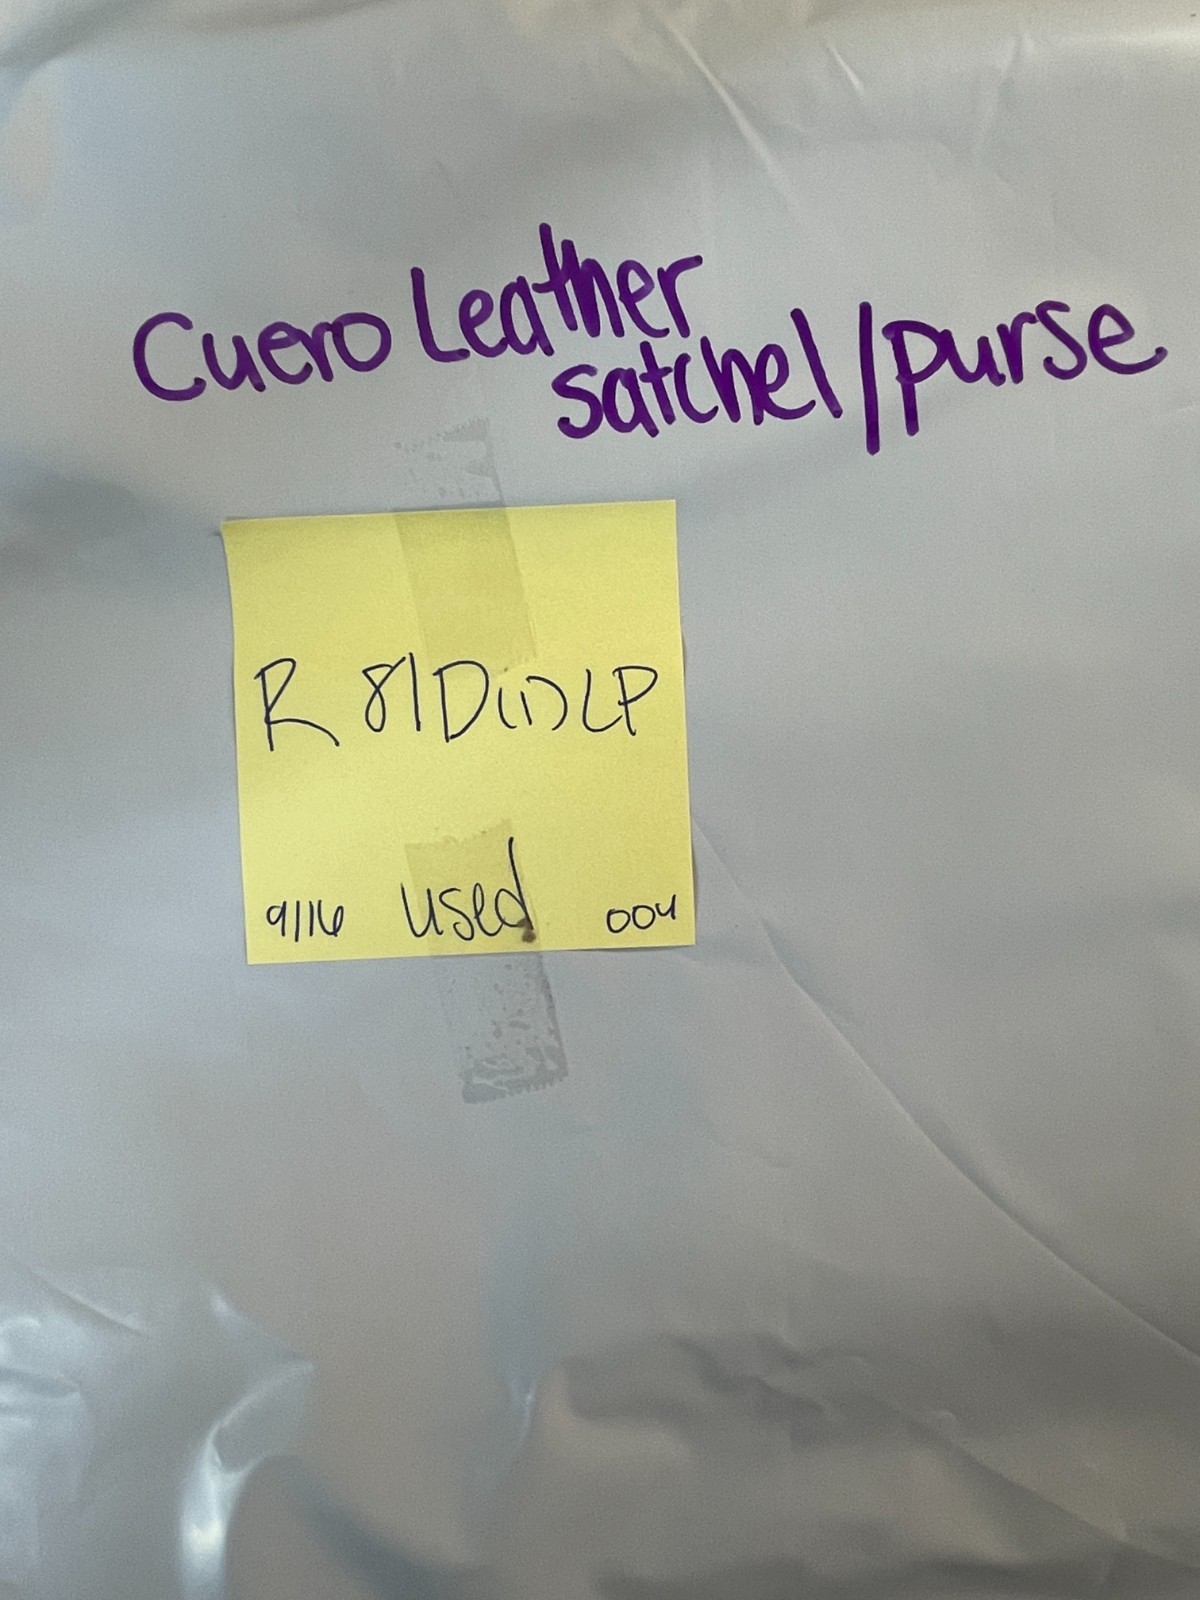 Cuero Leather
satchel/purse
R 81D(1)LP
9/16 used 004